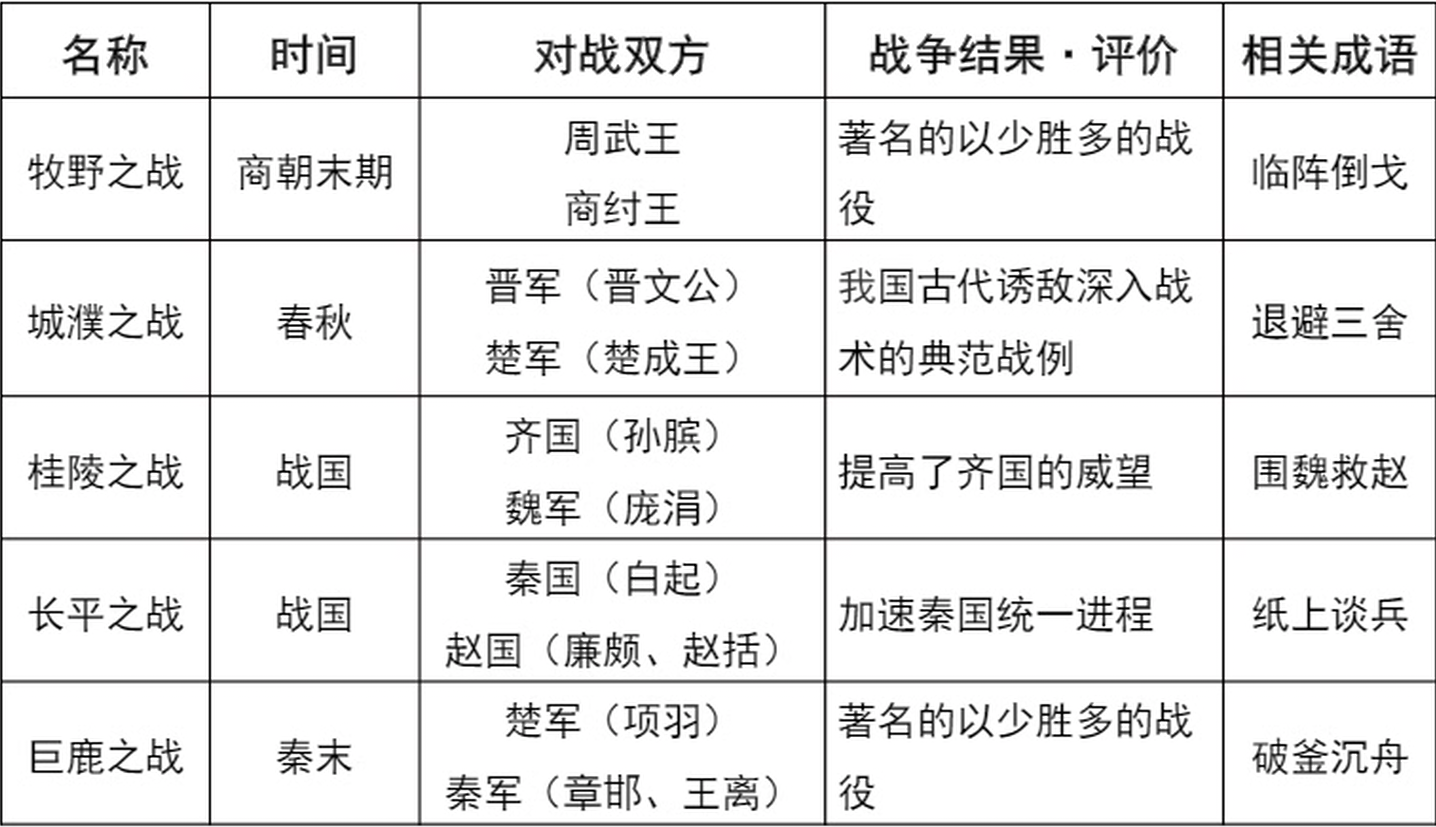 名称 时间 对战双方 战争结果·评价 相关成语
牧野之战 商朝末期 周武王 著名的以少胜多的战 临阵倒戈
商纣王 役
城濮之战 春秋 晋军（晋文公） 我国古代诱敌深入战 退避三舍
楚军（楚成王） 术的典范战例
桂陵之战 战国 齐国（孙膑） 提高了齐国的威望 围魏救赵
魏军（庞涓）
长平之战 战国 秦国（白起） 加速秦国统一进程 纸上谈兵
赵国（廉颇、赵括）
巨鹿之战 秦末 楚军（项羽） 著名的以少胜多的战 破釜沉舟
秦军（章邯、王离） 役